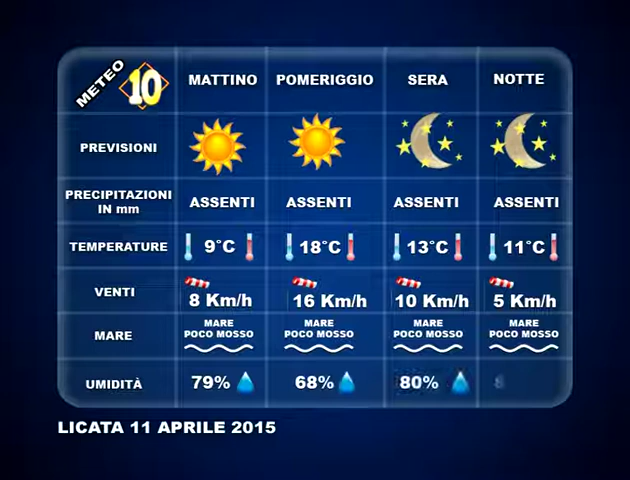 METEO 10 MATTINO POMERIGGIO SERA NOTTE
PREVISIONI
PRECIPITAZIONI
IN mm
ASSENTI ASSENTI ASSENTI ASSENTI
TEMPERATURE 9°C 18°C 13°C 11°C
VENTI 8 Km/h 16 Km/h 10 Km/h 5 Km/h
MARE
MARE MARE MARE MARE
POCO MOSSO POCO MOSSO POCO MOSSO POCO MOSSO
UMIDITÀ 79% 68% 80%
LICATA 11 APRILE 2015